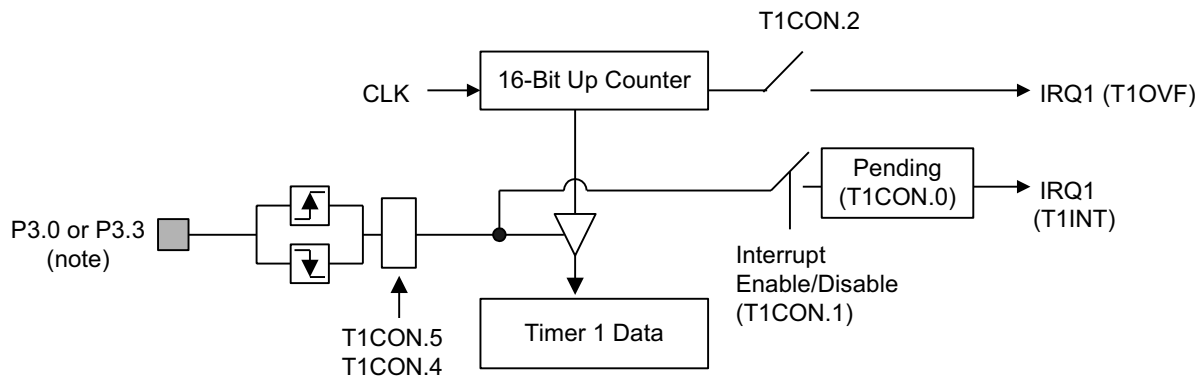 T1CON.2
CLK
16-Bit Up Counter
IRQ1 (T1OVF)
Pending
(T1CON.0)
IRQ1
(T1INT)
P3.0 or P3.3
(note)
Interrupt
Enable/Disable
(T1CON.1)
T1CON.5
T1CON.4
Timer 1 Data